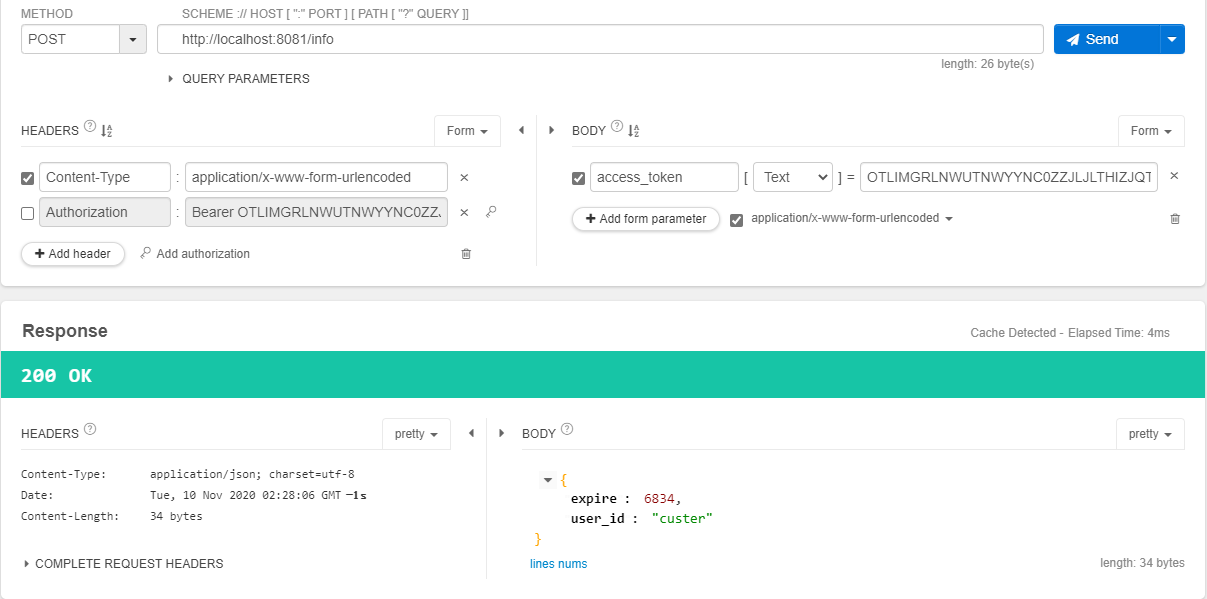 METHOD
SCHEME :// HOST [ ":" PORT ] [ PATH [ "?" QUERY ]]
POST
http://localhost:8081/info
Send
length: 26 byte(s)
QUERY PARAMETERS
HEADERS ? Form
Content-Type : application/x-www-form-urlencoded
Authorization : Bearer OTLIMGRLNWUTNWYYNC0ZZJ
Add header
Add authorization
BODY ? Form
access_token [ Text ] = OTLIMGRLNWUTNWYYNC0ZZJLJLTHIZJQT
Add form parameter
application/x-www-form-urlencoded
Response
Cache Detected - Elapsed Time: 4ms
200 OK
HEADERS ? pretty
Content-Type: application/json; charset=utf-8
Date: Tue, 10 Nov 2020 02:28:06 GMT −1s
Content-Length: 34 bytes
COMPLETE REQUEST HEADERS
BODY ? pretty
{
expire : 6834,
user_id : "custer"
}
lines nums
length: 34 bytes